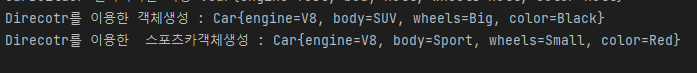 Direcotr를 이용한 객체생성 : Car{engine=V8, body=SUV, wheels=Big, color=Black}
Direcotr를 이용한  스포츠카객체생성 : Car{engine=V8, body=Sport, wheels=Small, color=Red}